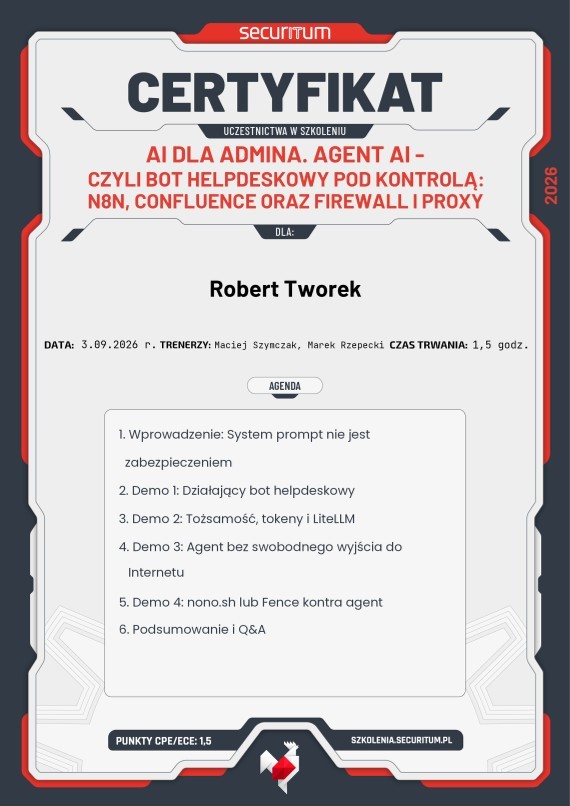 securitum
CERTYFIKAT
UCZESTNICTWA W SZKOLENIU
AI DLA ADMINA. AGENT AI –
CZYLI BOT HELPDESKOWY POD KONTROLĄ:
N8N, CONFLUENCE ORAZ FIREWALL I PROXY
2026
DLA:
Robert Tworek
DATA: 3.09.2026 r. TRENERZY: Maciej Szymczak, Marek Rzepecki CZAS TRWANIA: 1,5 godz.
AGENDA
1. Wprowadzenie: System prompt nie jest
zabezpieczeniem
2. Demo 1: Działający bot helpdeskowy
3. Demo 2: Tożsamość, tokeny i LiteLLM
4. Demo 3: Agent bez swobodnego wyjścia do
Internetu
5. Demo 4: nono.sh lub Fence kontra agent
6. Podsumowanie i Q&A
PUNKTY CPE/ECE: 1,5
SZKOLENIA.SECURITUM.PL